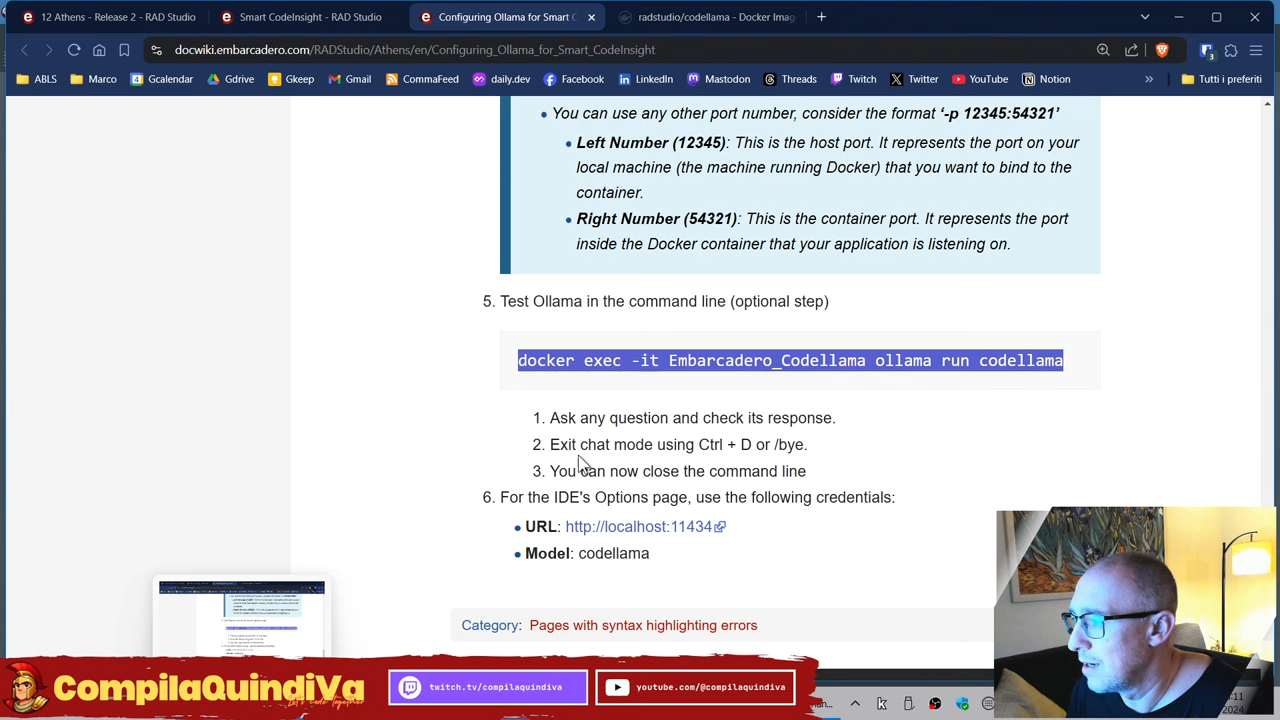 12 Athens - Release 2 - RAD Studio
Smart CodeInsight - RAD Studio
Configuring Ollama for Smart C
radstudio/codellama - Docker Imag
docwiki.embarcadero.com/RADStudio/Athens/en/Configuring_Ollama_for_Smart_CodeInsight
3
ABLS
Marco
Gcalendar
Gdrive
Gkeep
Gmail
CommaFeed
daily.dev
Facebook
LinkedIn
Mastodon
Threads
Twitch
Twitter
YouTube
Notion
Tutti i preferiti
You can use any other port number, consider the format ‘-p 12345:54321’
Left Number (12345): This is the host port. It represents the port on your
local machine (the machine running Docker) that you want to bind to the
container.
Right Number (54321): This is the container port. It represents the port
inside the Docker container that your application is listening on.
5. Test Ollama in the command line (optional step)
docker exec -it Embarcadero_Codellama ollama run codellama
1. Ask any question and check its response.
2. Exit chat mode using Ctrl + D or /bye.
3. You can now close the command line
6. For the IDE's Options page, use the following credentials:
URL: http://localhost:11434
Model: codellama
Category: Pages with syntax highlighting errors
CompilaQuindiVa
twitch.tv/compilaquindiva
youtube.com/@compilaquindiva